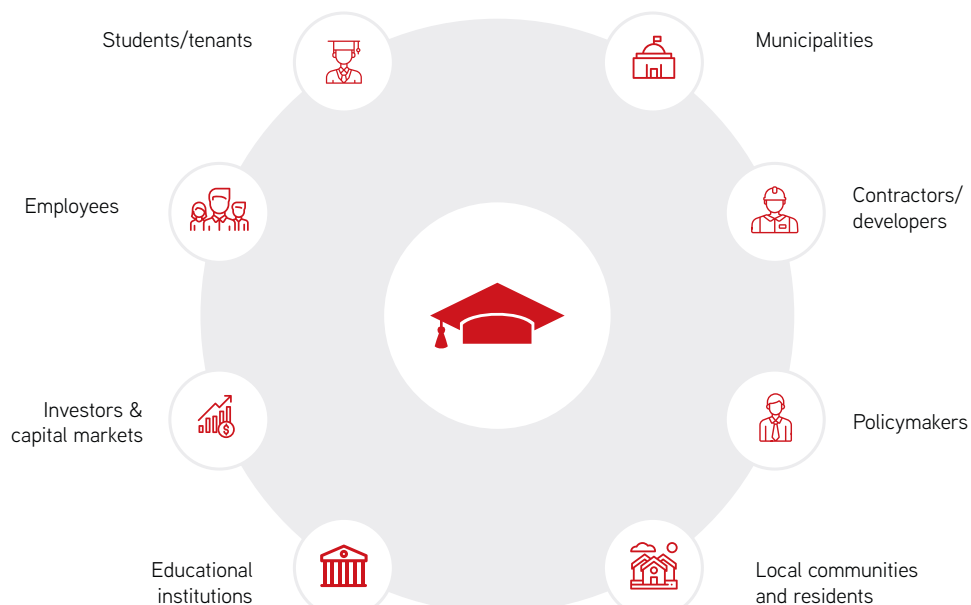 Students/tenants
Municipalities
Employees
Contractors/
developers
Investors &
capital markets
Policymakers
Educational
institutions
Local communities
and residents